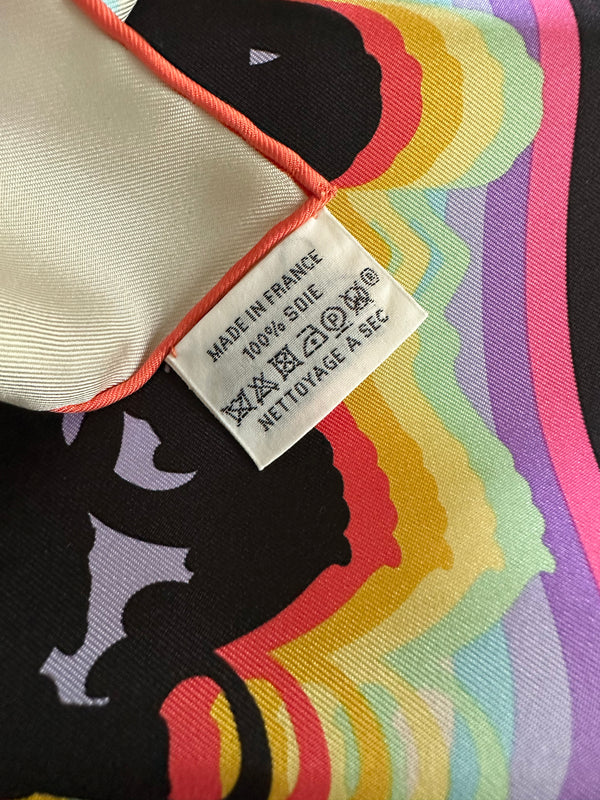 MADE IN FRANCE
100% SOIE
P ®
NETTOYAGE A SEC